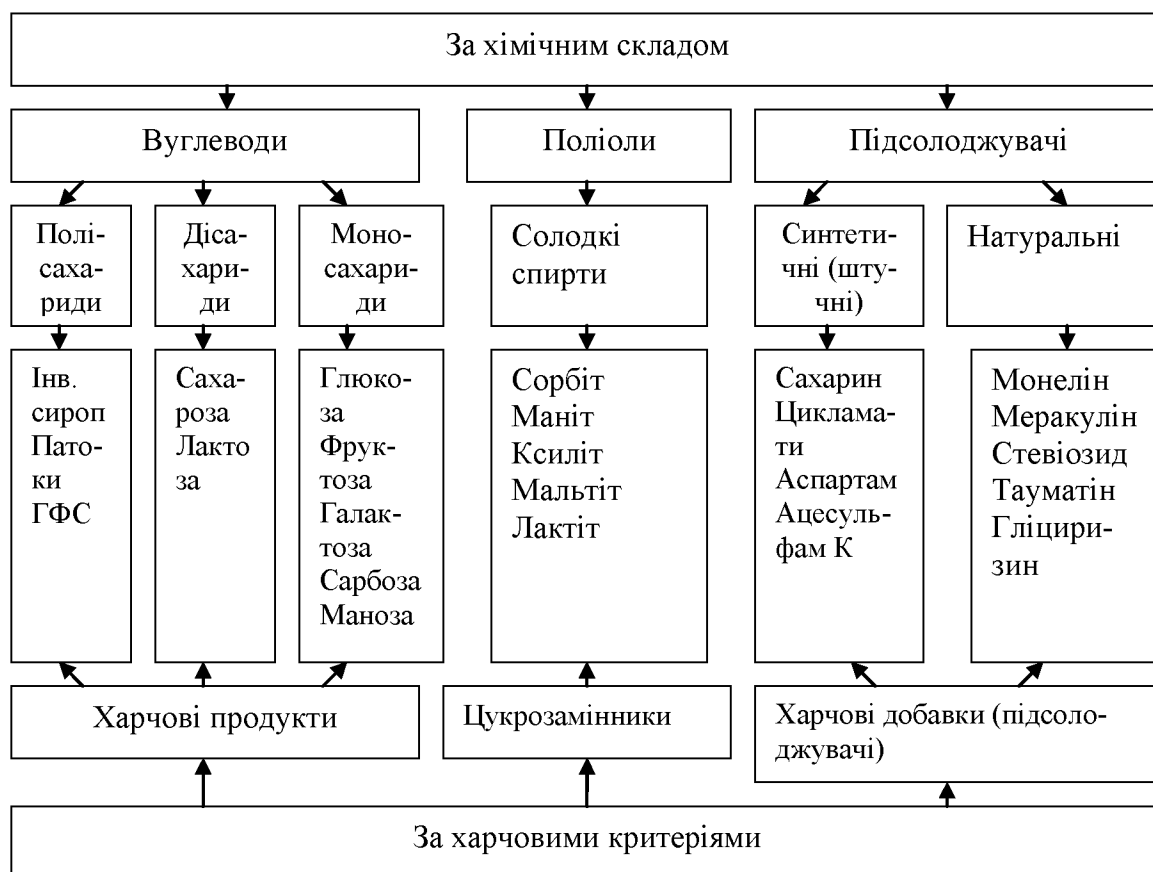 За хімічним складом
Вуглеводи
Поліоли
Підсолоджувачі
Полі-
саха-
риди
Діса-
хари-
ди
Моно-
сахари-
ди
Солодкі
спирти
Синтети-
чні (шту-
чні)
Натуральні
Інв.
сироп
Пато-
ки
ГФС
Саха-
роза
Лакто
за
Глюко-
за
Фрук-
тоза
Галак-
тоза
Сарбоза
Маноза
Сорбіт
Маніт
Ксиліт
Мальтіт
Лактіт
Сахарин
Циклама-
ти
Аспартам
Ацесуль-
фам К
Монелін
Меракулін
Стевіозид
Тауматін
Гліцири-
зин
Харчові продукти
Цукрозамінники
Харчові добавки (підсоло-
джувачі)
За харчовими критеріями